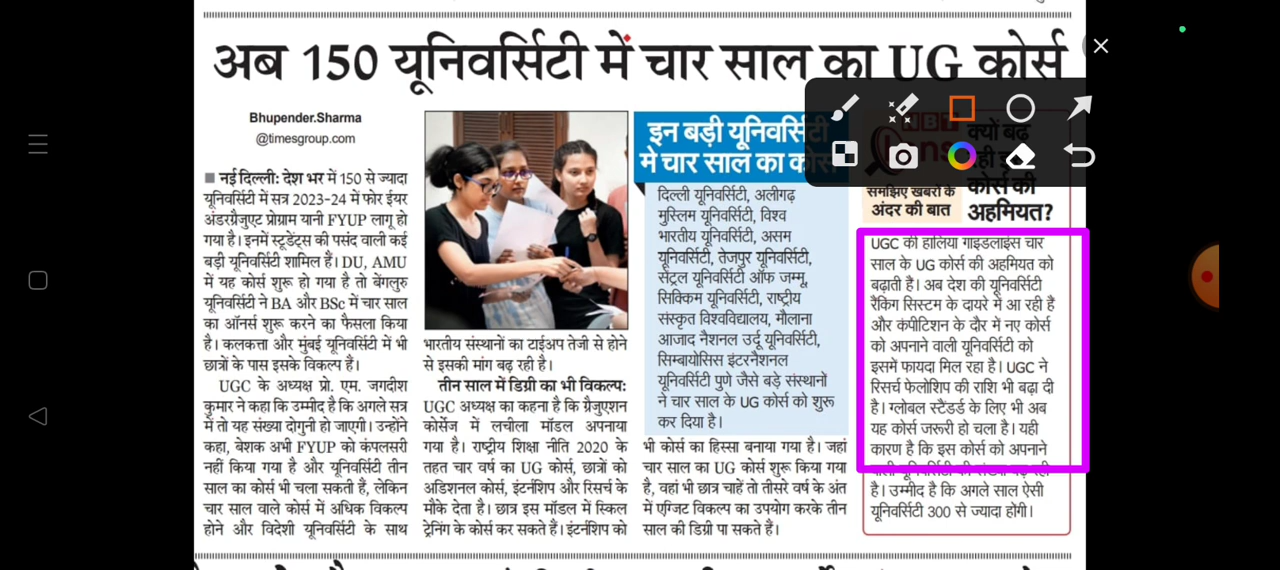 अब 150 यूनिवर्सिटी में चार साल का UG कोर्स
Bhupender.Sharma
@timesgroup.com
■ नई दिल्ली: देश भर में 150 से ज्यादा
यूनिवर्सिटी में सत्र 2023-24 में फोर ईयर
अंडरग्रैजुएट प्रोग्राम यानी FYUP लागू हो
गया है। इनमें स्टूडेंट्स की पसंद वाली कई
बड़ी यूनिवर्सिटी शामिल हैं। DU, AMU
में यह कोर्स शुरू हो गया है तो बेंगलुरु
यूनिवर्सिटी ने BA और BSc में चार साल
का ऑनर्स शुरू करने का फैसला किया
है। कलकत्ता और मुंबई यूनिवर्सिटी में भी
छात्रों के पास इसके विकल्प हैं।
UGC के अध्यक्ष प्रो. एम. जगदीश
कुमार ने कहा कि उम्मीद है कि अगले सत्र
में तो यह संख्या दोगुनी हो जाएगी। उन्होंने
कहा, बेशक अभी FYUP को कंपलसरी
नहीं किया गया है और यूनिवर्सिटी तीन
साल का कोर्स भी चला सकती हैं, लेकिन
चार साल वाले कोर्स में अधिक विकल्प
होने और विदेशी यूनिवर्सिटी के साथ
भारतीय संस्थानों का टाईअप तेजी से होने
से इसकी मांग बढ़ रही है।
तीन साल में डिग्री का भी विकल्प:
UGC अध्यक्ष का कहना है कि ग्रैजुएशन
कोर्सेज में लचीला मॉडल अपनाया
गया है। राष्ट्रीय शिक्षा नीति 2020 के
तहत चार वर्ष का UG कोर्स, छात्रों को
अडिशनल कोर्स, इंटर्नशिप और रिसर्च के
मौके देता है। छात्र इस मॉडल में स्किल
ट्रेनिंग के कोर्स कर सकते हैं। इंटर्नशिप को
इन बड़ी यूनिवर्सिटी
मे चार साल का कोर्स
दिल्ली यूनिवर्सिटी, अलीगढ़
मुस्लिम यूनिवर्सिटी, विश्व
भारतीय यूनिवर्सिटी, असम
यूनिवर्सिटी, तेजपुर यूनिवर्सिटी,
सेंट्रल यूनिवर्सिटी ऑफ जम्मू,
सिक्किम यूनिवर्सिटी, राष्ट्रीय
संस्कृत विश्वविद्यालय, मौलाना
आजाद नैशनल उर्दू यूनिवर्सिटी,
सिम्बायोसिस इंटरनैशनल
यूनिवर्सिटी पुणे जैसे बड़े संस्थानों
ने चार साल के UG कोर्स को शुरू
कर दिया है।
भी कोर्स का हिस्सा बनाया गया है। जहां
चार साल का UG कोर्स शुरू किया गया
है, वहां भी छात्र चाहें तो तीसरे वर्ष के अंत
में एग्जिट विकल्प का उपयोग करके तीन
साल की डिग्री पा सकते हैं।
NBT
Lens
समझिए खबरों के
अंदर की बात
क्यों बढ़
रही इ
कोर्स की
अहमियत?
UGC की हालिया गाइडलाइंस चार
साल के UG कोर्स की अहमियत को
बढ़ाती है। अब देश की यूनिवर्सिटी
रैंकिंग सिस्टम के दायरे में आ रही हैं
और कंपीटिशन के दौर में नए कोर्स
को अपनाने वाली यूनिवर्सिटी को
इसमें फायदा मिल रहा है। UGC ने
रिसर्च फेलोशिप की राशि भी बढ़ा दी
है। ग्लोबल स्टैंडर्ड के लिए भी अब
यह कोर्स जरूरी हो चला है। यही
कारण है कि इस कोर्स को अपनाने
वाली यूनिवर्सिटी की संख्या बढ़ रही
है। उम्मीद है कि अगले साल ऐसी
यूनिवर्सिटी 300 से ज्यादा होंगी।